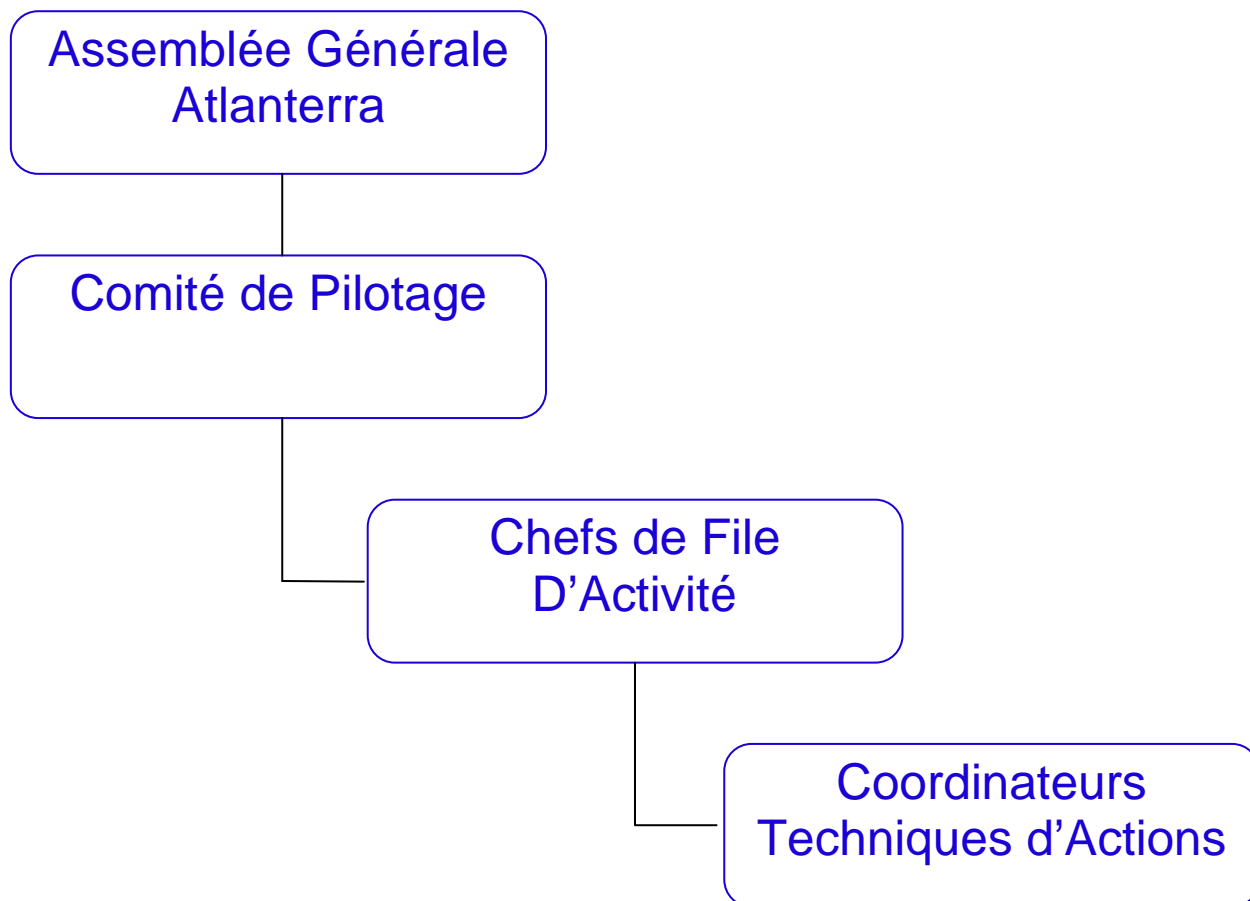 Assemblée Générale
Atlanterra
Comité de Pilotage
Chefs de File
D’Activité
Coordinateurs
Techniques d’Actions